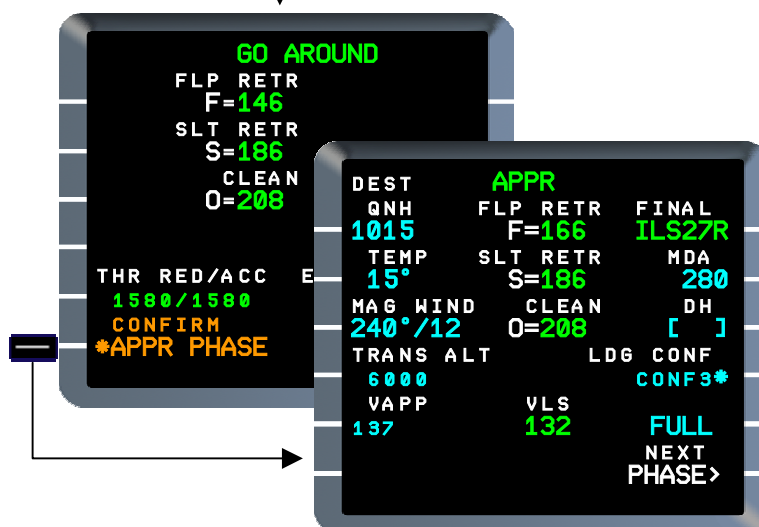 GO AROUND
FLP RETR
F=146
SLT RETR
S=186
CLEAN
O=208
THR RED/ACC E
1580/1580
CONFIRM
*APPR PHASE
DEST APPR
QNH FLP RETR FINAL
1015 F=166 ILS27R
TEMP SLT RETR MDA
15° S=186 280
MAG WIND CLEAN DH
240°/12 O=208 [ ]
TRANS ALT LDG CONF
6000 CONF3*
VAPP VLS
137 132 FULL
NEXT
PHASE>